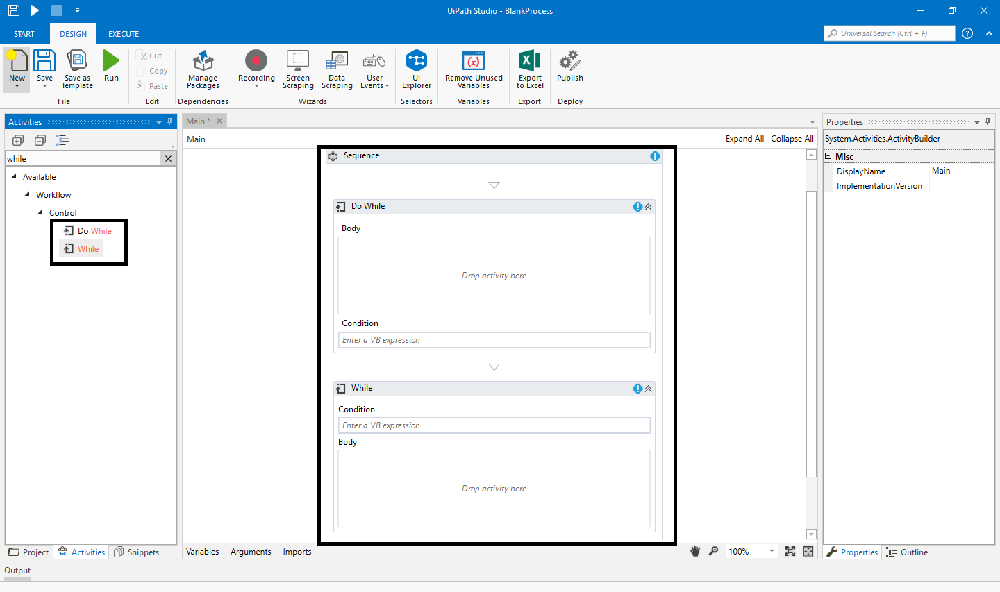 UiPath Studio - BlankProcess
START DESIGN EXECUTE
Universal Search (Ctrl + F)
New
Save
Save as
Template
Run
Cut
Copy
Paste
Manage
Packages
Recording
Screen
Scraping
Data
Scraping
User
Events
UI
Explorer
Remove Unused
Variables
Export
to Excel
Publish
File Edit Dependencies Wizards Selectors Variables Export Deploy
Activities
while
Available
Workflow
Control
Do While
While
Project Activities Snippets
Output
Main *
Main Expand All Collapse All
Sequence
Do While
Body
Drop activity here
Condition
Enter a VB expression
While
Condition
Enter a VB expression
Body
Drop activity here
Variables Arguments Imports 100%
Properties
System.Activities.ActivityBuilder
Misc
DisplayName Main
ImplementationVersion
Properties Outline